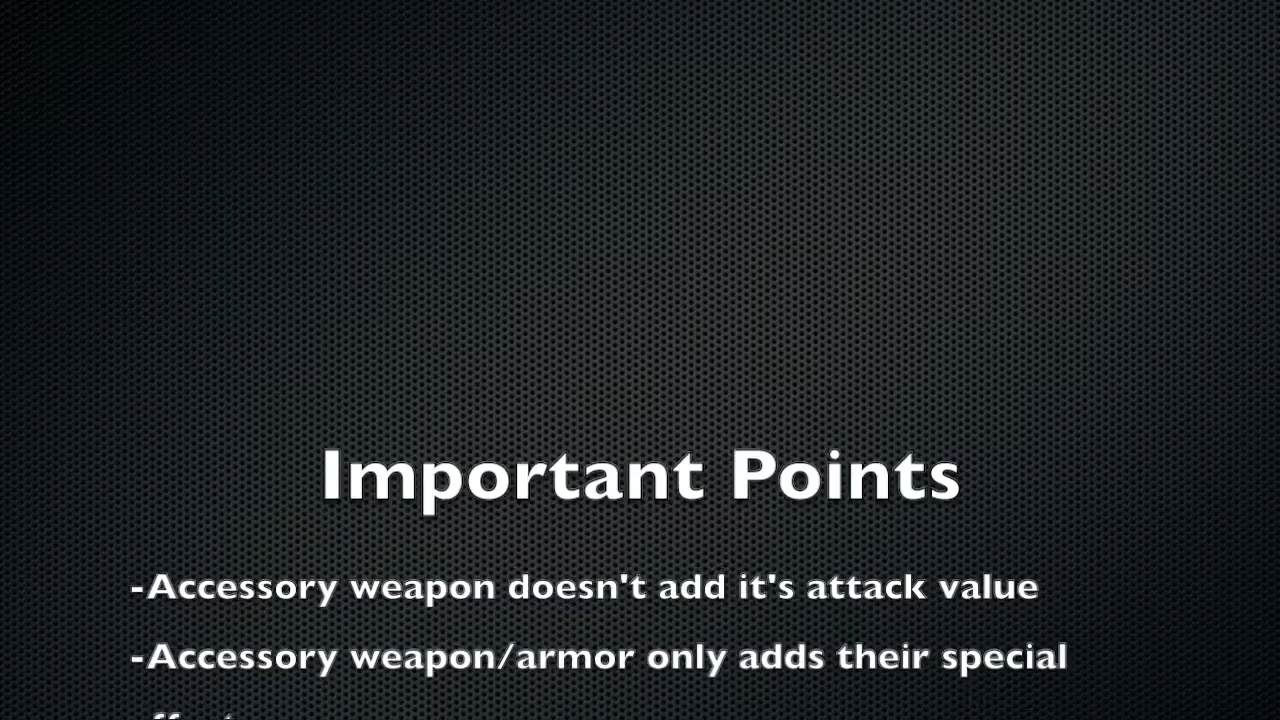 Important Points
-Accessory weapon doesn't add it's attack value
-Accessory weapon/armor only adds their special